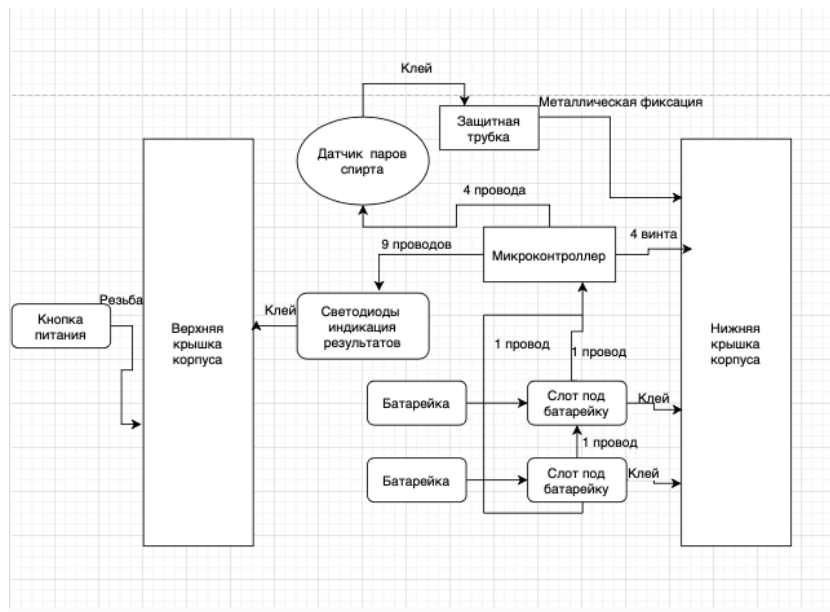 Клей
Металлическая фиксация
Защитная
трубка
Датчик паров
спирта
4 провода
4 винта
9 проводов
Микроконтроллер
Резьба
Кнопка
питания
Верхняя
крышка
корпуса
Клей
Светодиоды
индикация
результатов
1 провод
1 провод
Нижняя
крышка
корпуса
Батарейка
Слот под
батарейку
Клей
1 провод
Батарейка
Слот под
батарейку
Клей